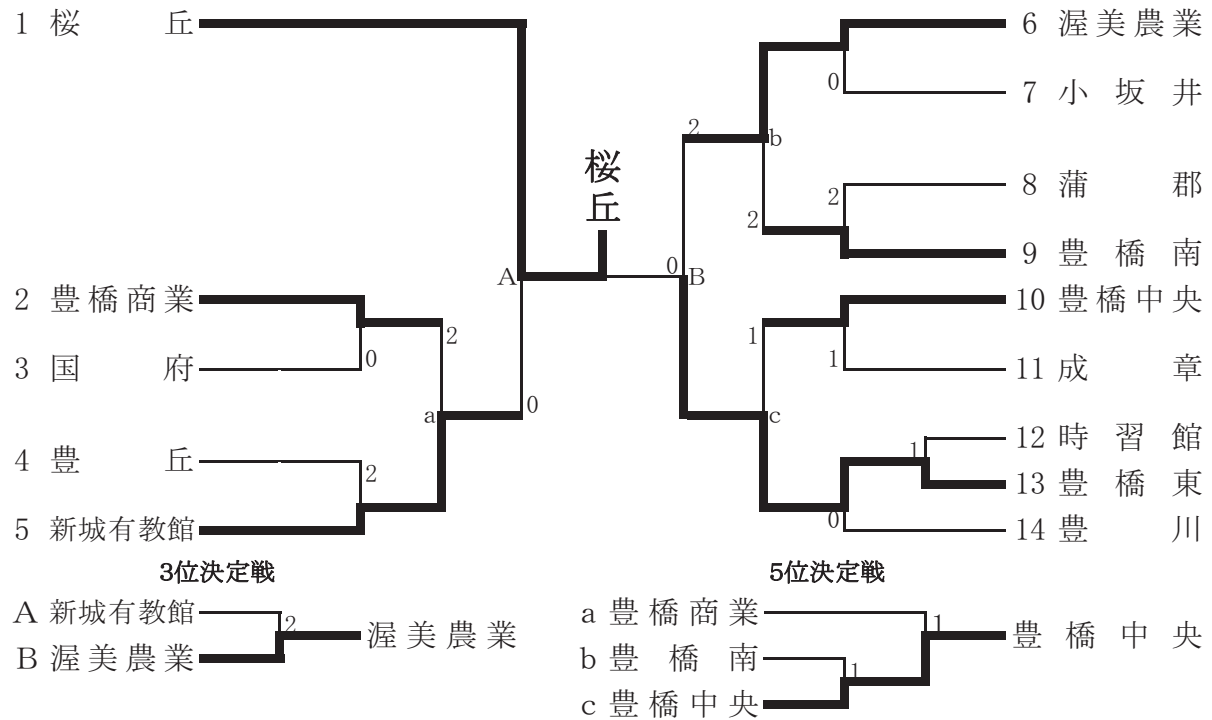 1 桜丘
2 豊橋商業
3 国府
4 豊丘
5 新城有教館
0
2
2
a
0
A
桜丘
0
B
2
b
0
2
2
1
1
c
1
0
6 渥美農業
7 小坂井
8 蒲郡
9 豊橋南
10 豊橋中央
11 成章
12 時習館
13 豊橋東
14 豊川
3位決定戦
A 新城有教館
B 渥美農業
2
渥美農業
5位決定戦
a 豊橋商業
b 豊橋南
c 豊橋中央
1
1
豊橋中央